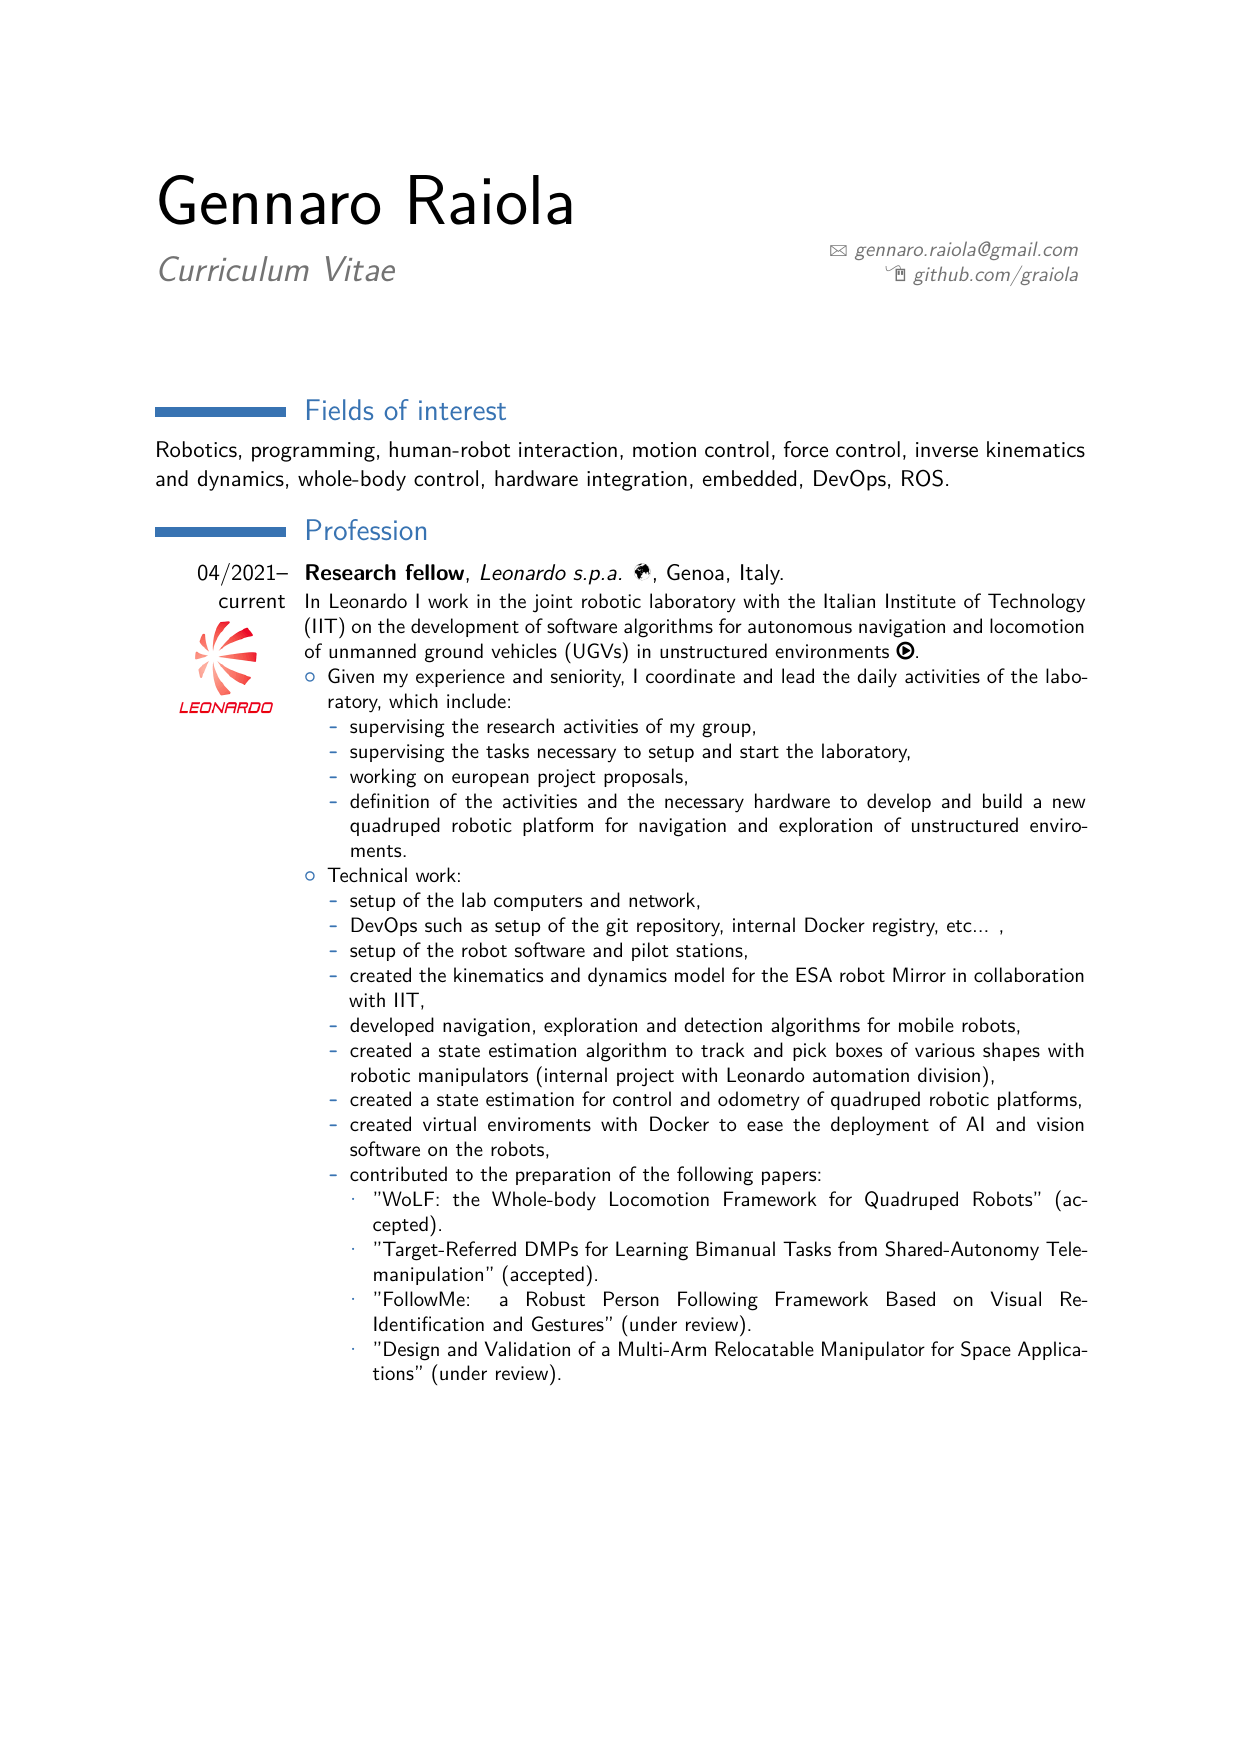 Gennaro Raiola
Curriculum Vitae
gennaro.raiola@gmail.com
github.com/graiola
Fields of interest
Robotics, programming, human-robot interaction, motion control, force control, inverse kinematics
and dynamics, whole-body control, hardware integration, embedded, DevOps, ROS.
Profession
04/2021–
current
LEONARDO
Research fellow, Leonardo s.p.a. , Genoa, Italy.
In Leonardo I work in the joint robotic laboratory with the Italian Institute of Technology
(IIT) on the development of software algorithms for autonomous navigation and locomotion
of unmanned ground vehicles (UGVs) in unstructured environments .
○ Given my experience and seniority, I coordinate and lead the daily activities of the labo-
ratory, which include:
- supervising the research activities of my group,
- supervising the tasks necessary to setup and start the laboratory,
- working on european project proposals,
- definition of the activities and the necessary hardware to develop and build a new
quadruped robotic platform for navigation and exploration of unstructured enviro-
ments.
○ Technical work:
- setup of the lab computers and network,
- DevOps such as setup of the git repository, internal Docker registry, etc... ,
- setup of the robot software and pilot stations,
- created the kinematics and dynamics model for the ESA robot Mirror in collaboration
with IIT,
- developed navigation, exploration and detection algorithms for mobile robots,
- created a state estimation algorithm to track and pick boxes of various shapes with
robotic manipulators (internal project with Leonardo automation division),
- created a state estimation for control and odometry of quadruped robotic platforms,
- created virtual enviroments with Docker to ease the deployment of AI and vision
software on the robots,
- contributed to the preparation of the following papers:
· ”WoLF: the Whole-body Locomotion Framework for Quadruped Robots” (ac-
cepted).
· ”Target-Referred DMPs for Learning Bimanual Tasks from Shared-Autonomy Tele-
manipulation” (accepted).
· ”FollowMe: a Robust Person Following Framework Based on Visual Re-
Identification and Gestures” (under review).
· ”Design and Validation of a Multi-Arm Relocatable Manipulator for Space Applica-
tions” (under review).